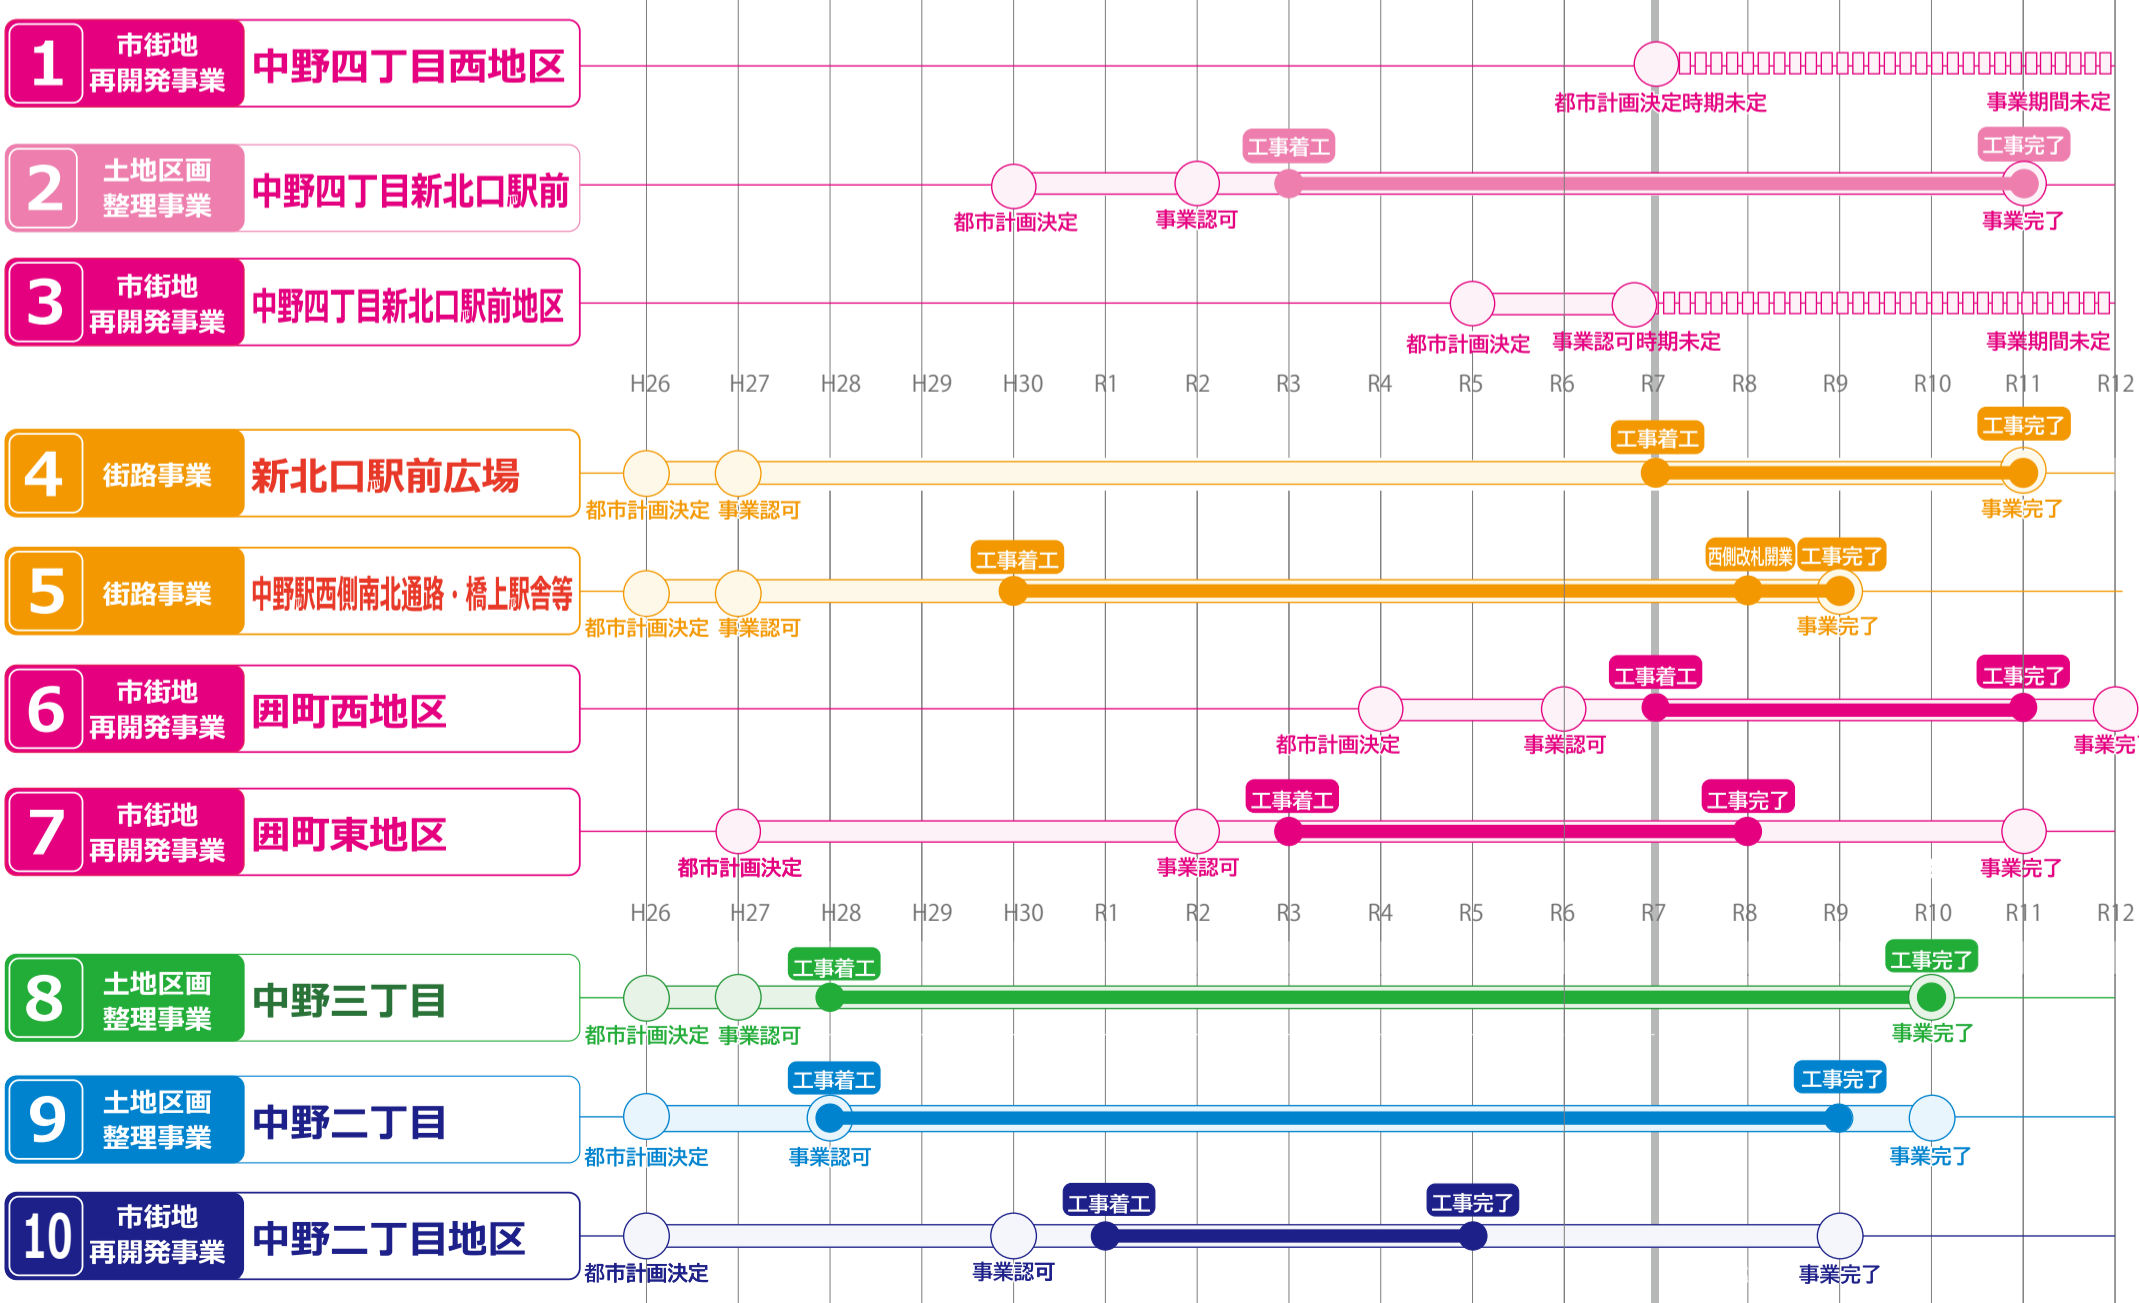 1
市街地
再開発事業
中野四丁目西地区
都市計画決定時期未定
事業期間未定
2
土地区画
整理事業
中野四丁目新北口駅前
工事着工
工事完了
都市計画決定
事業認可
事業完了
3
市街地
再開発事業
中野四丁目新北口駅前地区
都市計画決定
事業認可時期未定
事業期間未定
H26 H27 H28 H29 H30 R1 R2 R3 R4 R5 R6 R7 R8 R9 R10 R11 R12
4
街路事業
新北口駅前広場
工事着工
工事完了
都市計画決定
事業認可
事業完了
5
街路事業
中野駅西側南北通路・橋上駅舎等
工事着工
西側改札開業
工事完了
都市計画決定
事業認可
事業完了
6
市街地
再開発事業
囲町西地区
工事着工
工事完了
都市計画決定
事業認可
事業完
7
市街地
再開発事業
囲町東地区
工事着工
工事完了
都市計画決定
事業認可
事業完了
H26 H27 H28 H29 H30 R1 R2 R3 R4 R5 R6 R7 R8 R9 R10 R11 R12
8
土地区画
整理事業
中野三丁目
工事着工
工事完了
都市計画決定
事業認可
事業完了
9
土地区画
整理事業
中野二丁目
工事着工
工事完了
都市計画決定
事業認可
事業完了
10
市街地
再開発事業
中野二丁目地区
工事着工
工事完了
都市計画決定
事業認可
事業完了